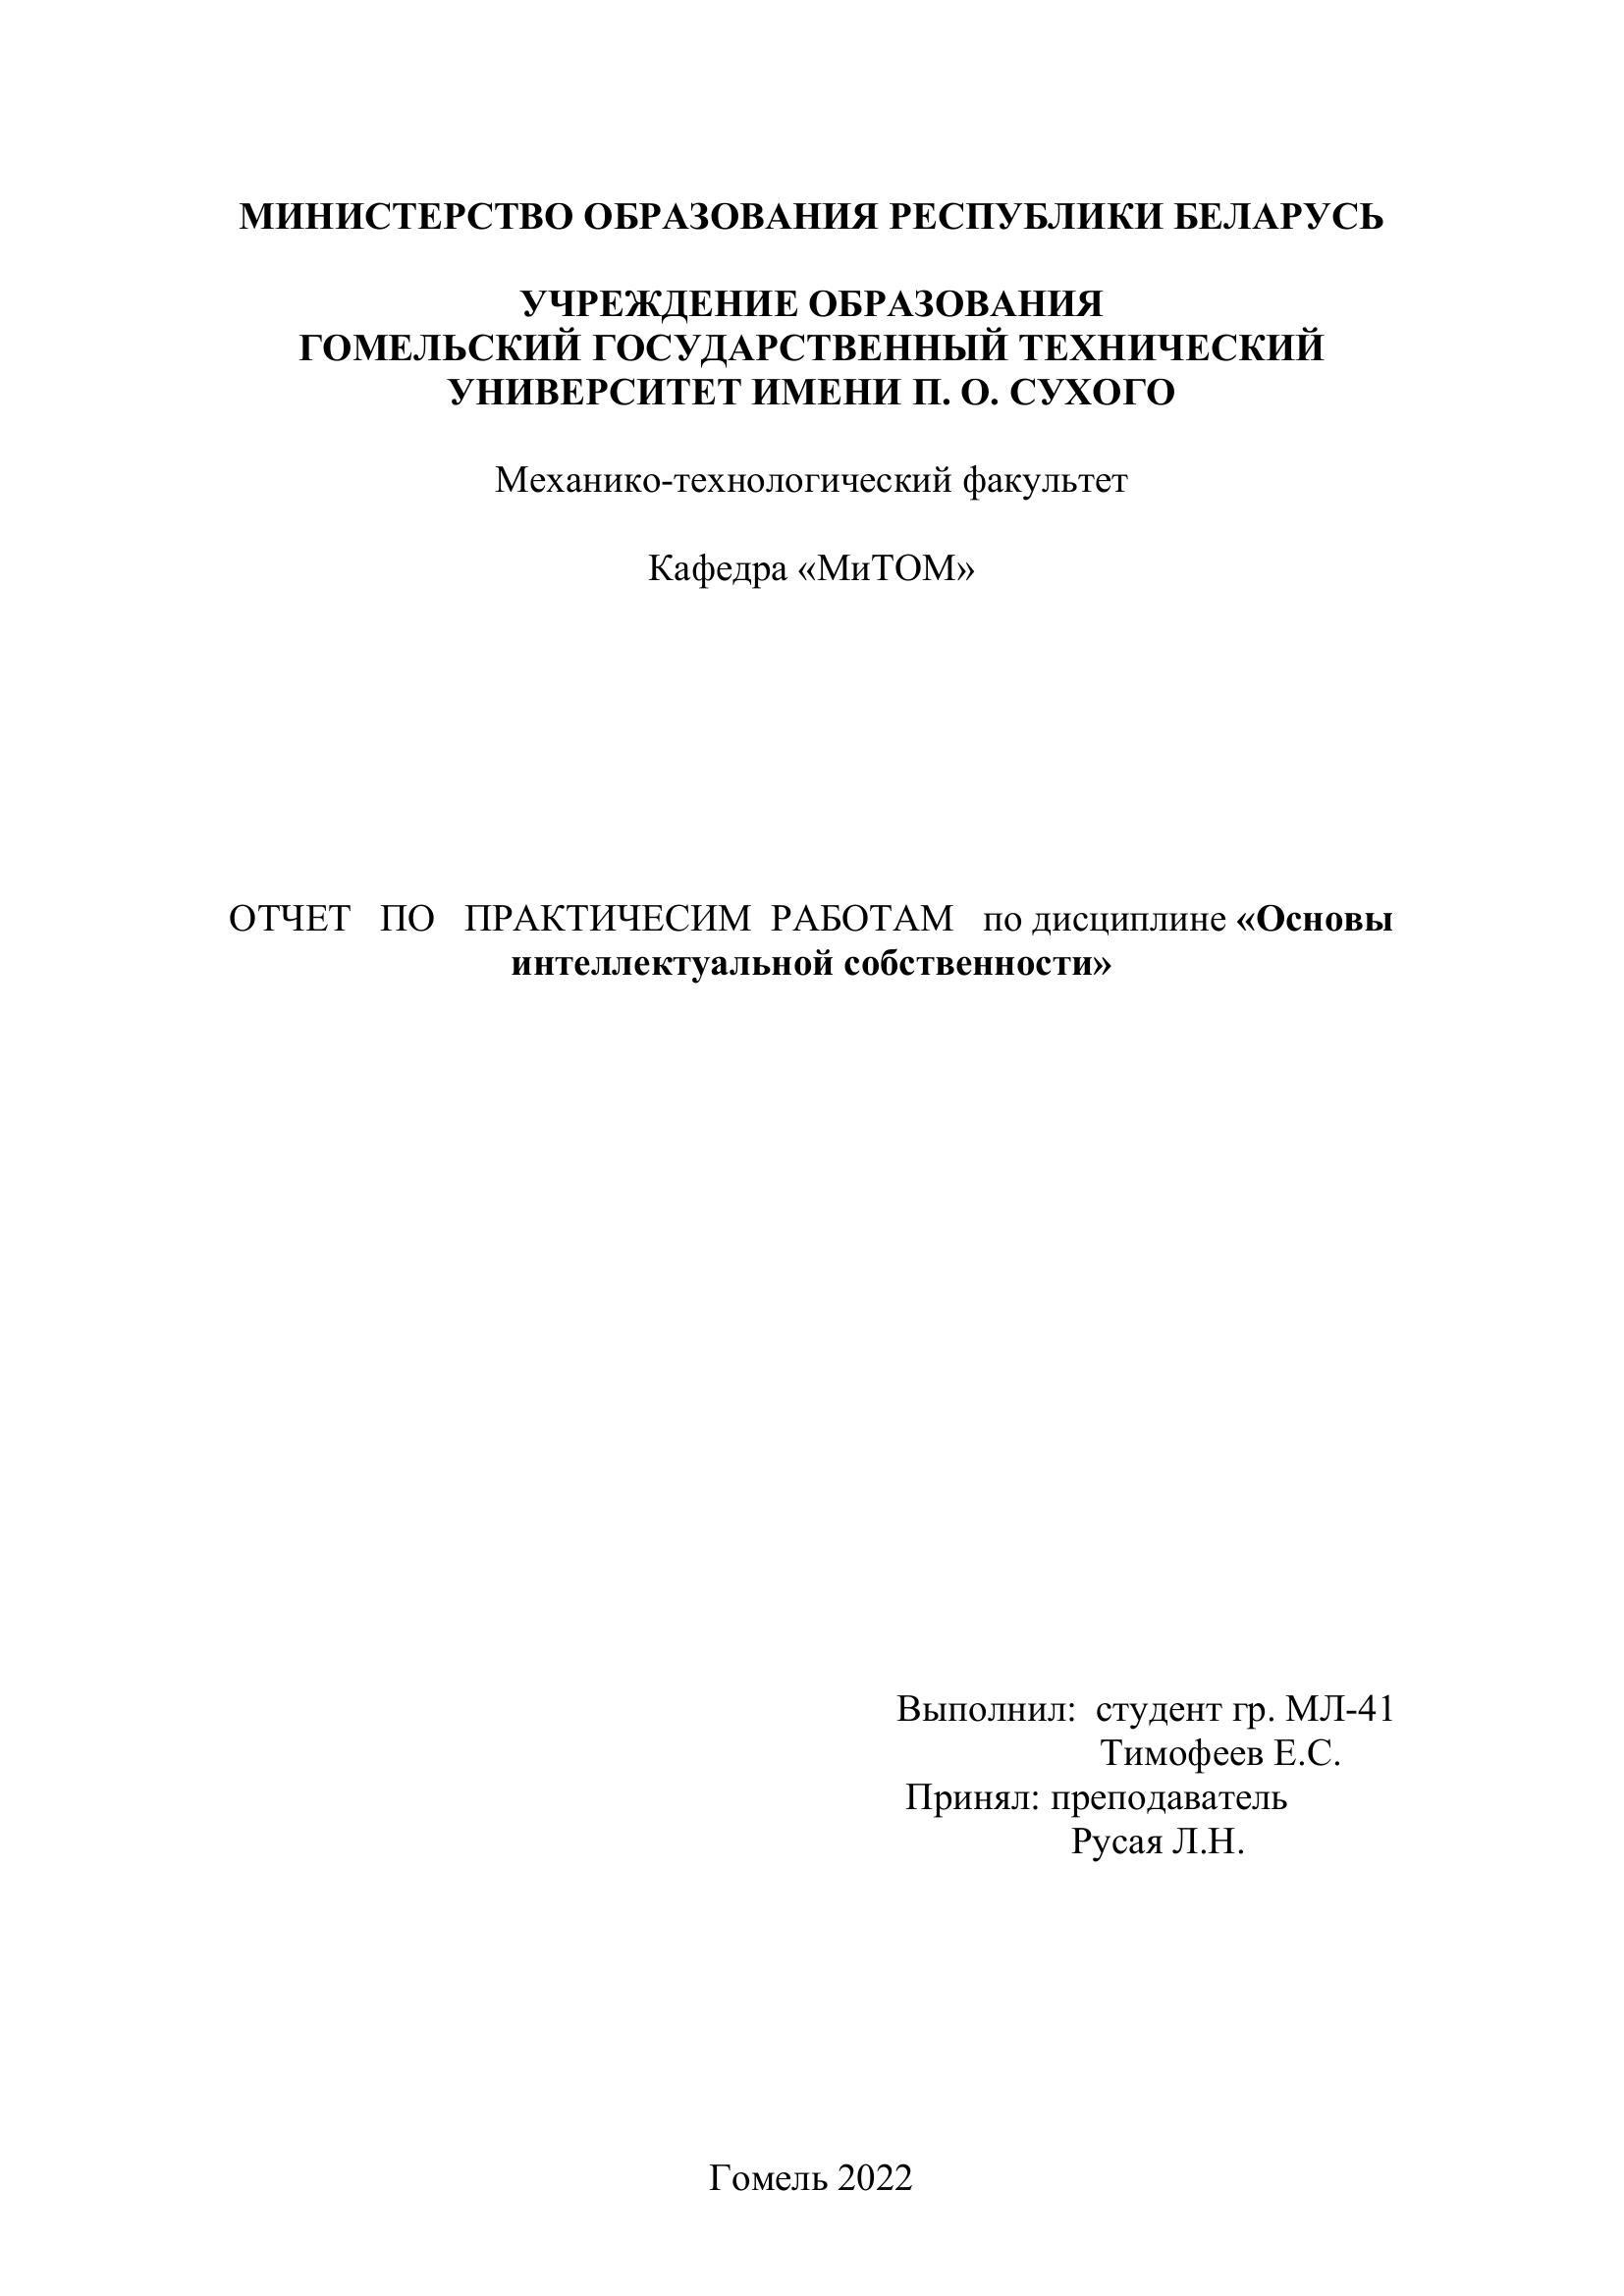 МИНИСТЕРСТВО ОБРАЗОВАНИЯ РЕСПУБЛИКИ БЕЛАРУСЬ
УЧРЕЖДЕНИЕ ОБРАЗОВАНИЯ
ГОМЕЛЬСКИЙ ГОСУДАРСТВЕННЫЙ ТЕХНИЧЕСКИЙ
УНИВЕРСИТЕТ ИМЕНИ П. О. СУХОГО
Механико-технологический факультет
Кафедра «МиТОМ»
ОТЧЕТ ПО ПРАКТИЧЕСИМ РАБОТАМ по дисциплине «Основы
интеллектуальной собственности»
Выполнил: студент гр. МЛ-41
Тимофеев Е.С.
Принял: преподаватель
Русая Л.Н.
Гомель 2022